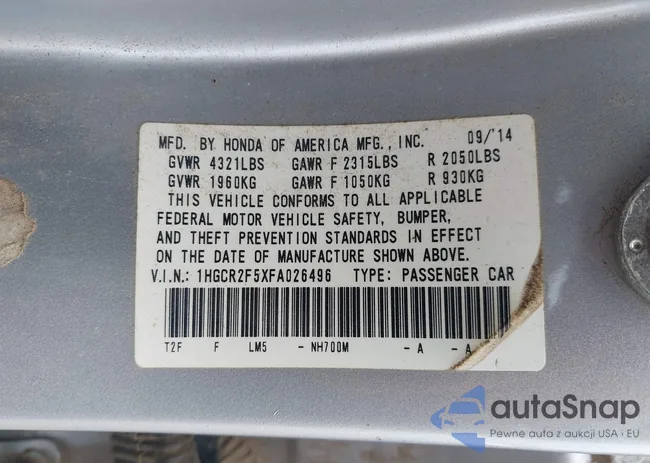 MFD. BY HONDA OF AMERICA MFG., INC. 09/'14
GVWR 4321LBS GAWR F 2315LBS R 2050LBS
GVWR 1960KG GAWR F 1050KG R 930KG
THIS VEHICLE CONFORMS TO ALL APPLICABLE
FEDERAL MOTOR VEHICLE SAFETY, BUMPER,
AND THEFT PREVENTION STANDARDS IN EFFECT
ON THE DATE OF MANUFACTURE SHOWN ABOVE.
V.I.N.: 1HGCR2F5XFA026496 TYPE: PASSENGER CAR
T2F F LM5 - NH700M - A - A
autaSnap
Pewne auta z aukcji USA i EU